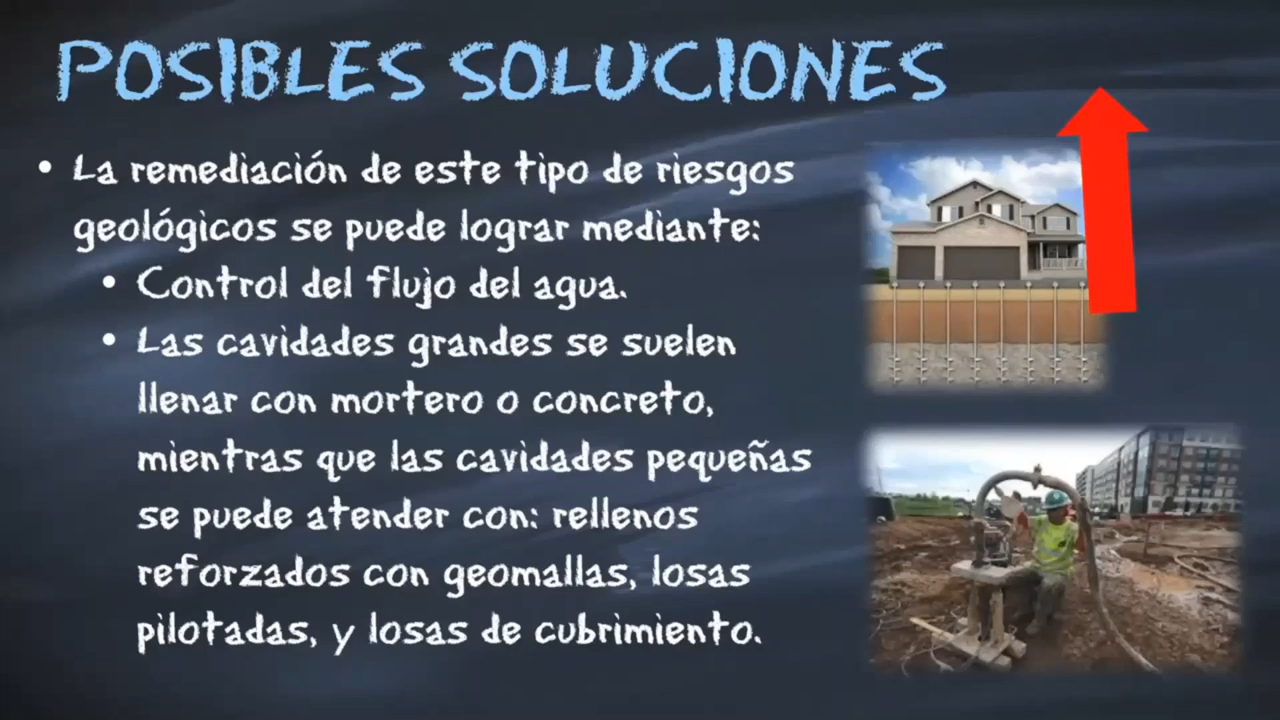 POSIBLES SOLUCIONES
• La remediación de este tipo de riesgos
geológicos se puede lograr mediante:
• Control del flujo del agua.
• Las cavidades grandes se suelen
llenar con mortero o concreto,
mientras que las cavidades pequeñas
se puede atender con: rellenos
reforzados con geomallas, losas
pilotadas, y losas de cubrimiento.